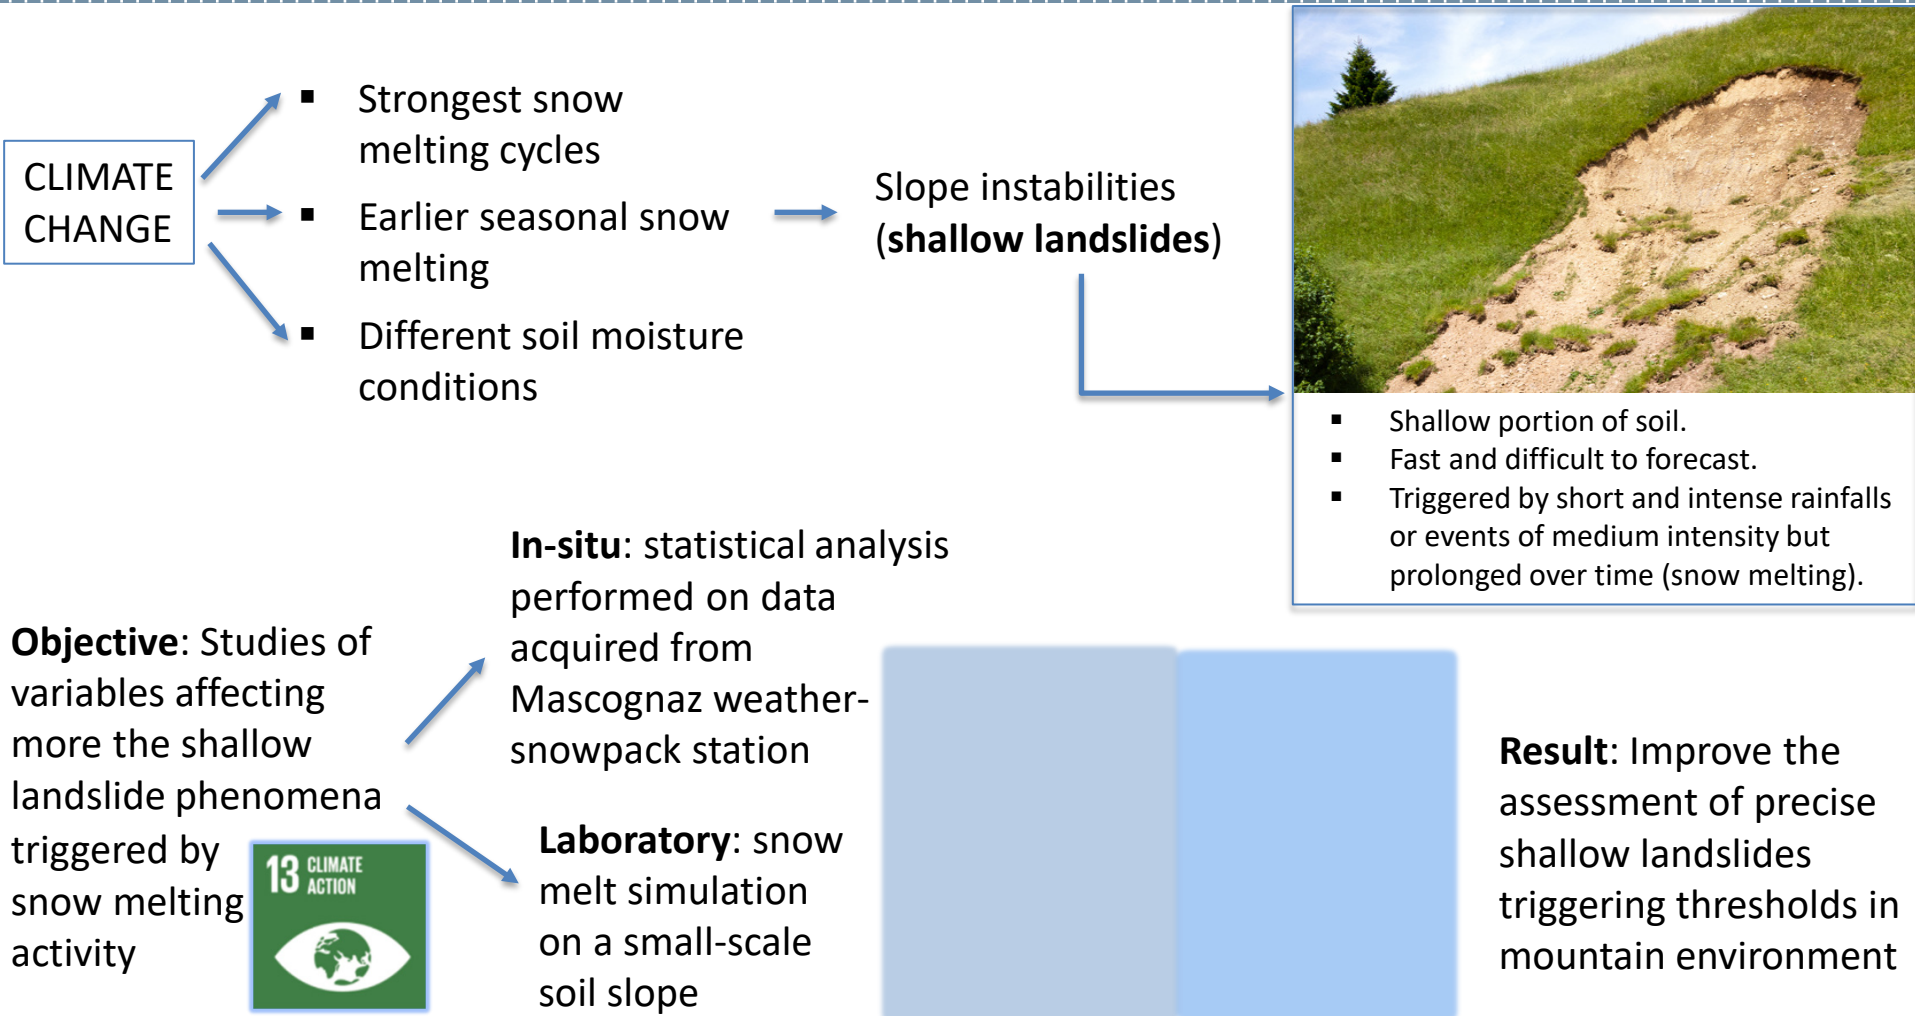 CLIMATE
CHANGE
▪ Strongest snow
melting cycles
▪ Earlier seasonal snow
melting
▪ Different soil moisture
conditions
Slope instabilities
(shallow landslides)
▪ Shallow portion of soil.
▪ Fast and difficult to forecast.
▪ Triggered by short and intense rainfalls
or events of medium intensity but
prolonged over time (snow melting).
Objective: Studies of
variables affecting
more the shallow
landslide phenomena
triggered by
snow melting
activity
13 CLIMATE
ACTION
In-situ: statistical analysis
performed on data
acquired from
Mascognaz weather-
snowpack station
Laboratory: snow
melt simulation
on a small-scale
soil slope
Result: Improve the
assessment of precise
shallow landslides
triggering thresholds in
mountain environment